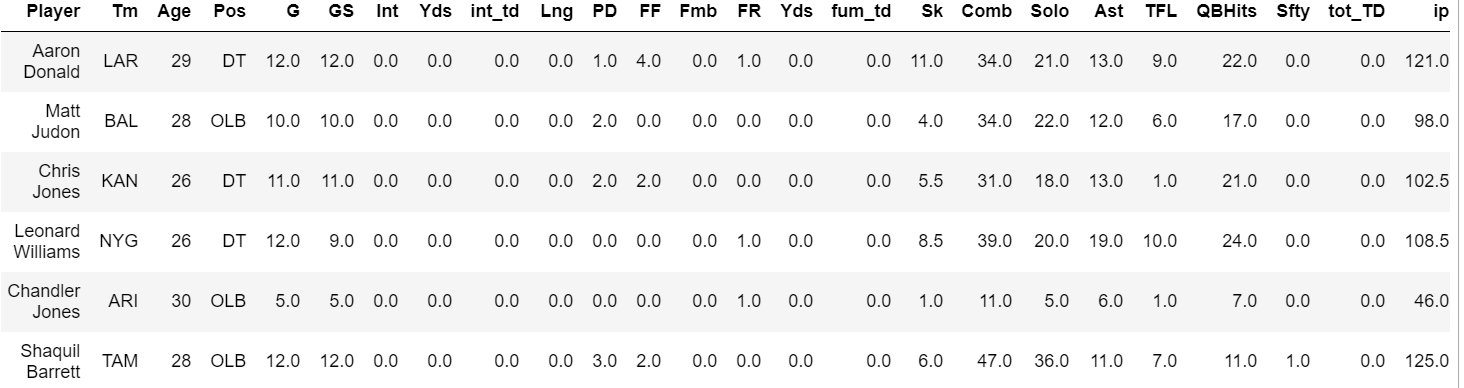 Player Tm Age Pos G GS Int Yds int_td Lng PD FF Fmb FR Yds fum_td Sk Comb Solo Ast TFL QBHits Sfty tot_TD ip
Aaron
Donald LAR 29 DT 12.0 12.0 0.0 0.0 0.0 0.0 1.0 4.0 0.0 1.0 0.0 0.0 11.0 34.0 21.0 13.0 9.0 22.0 0.0 0.0 121.0
Matt
Judon BAL 28 OLB 10.0 10.0 0.0 0.0 0.0 0.0 2.0 0.0 0.0 0.0 0.0 0.0 4.0 34.0 22.0 12.0 6.0 17.0 0.0 0.0 98.0
Chris
Jones KAN 26 DT 11.0 11.0 0.0 0.0 0.0 0.0 2.0 2.0 0.0 0.0 0.0 0.0 5.5 31.0 18.0 13.0 1.0 21.0 0.0 0.0 102.5
Leonard
Williams NYG 26 DT 12.0 9.0 0.0 0.0 0.0 0.0 0.0 0.0 0.0 1.0 0.0 0.0 8.5 39.0 20.0 19.0 10.0 24.0 0.0 0.0 108.5
Chandler
Jones ARI 30 OLB 5.0 5.0 0.0 0.0 0.0 0.0 0.0 0.0 0.0 1.0 0.0 0.0 1.0 11.0 5.0 6.0 1.0 7.0 0.0 0.0 46.0
Shaquil
Barrett TAM 28 OLB 12.0 12.0 0.0 0.0 0.0 0.0 3.0 2.0 0.0 0.0 0.0 0.0 6.0 47.0 36.0 11.0 7.0 11.0 1.0 0.0 125.0